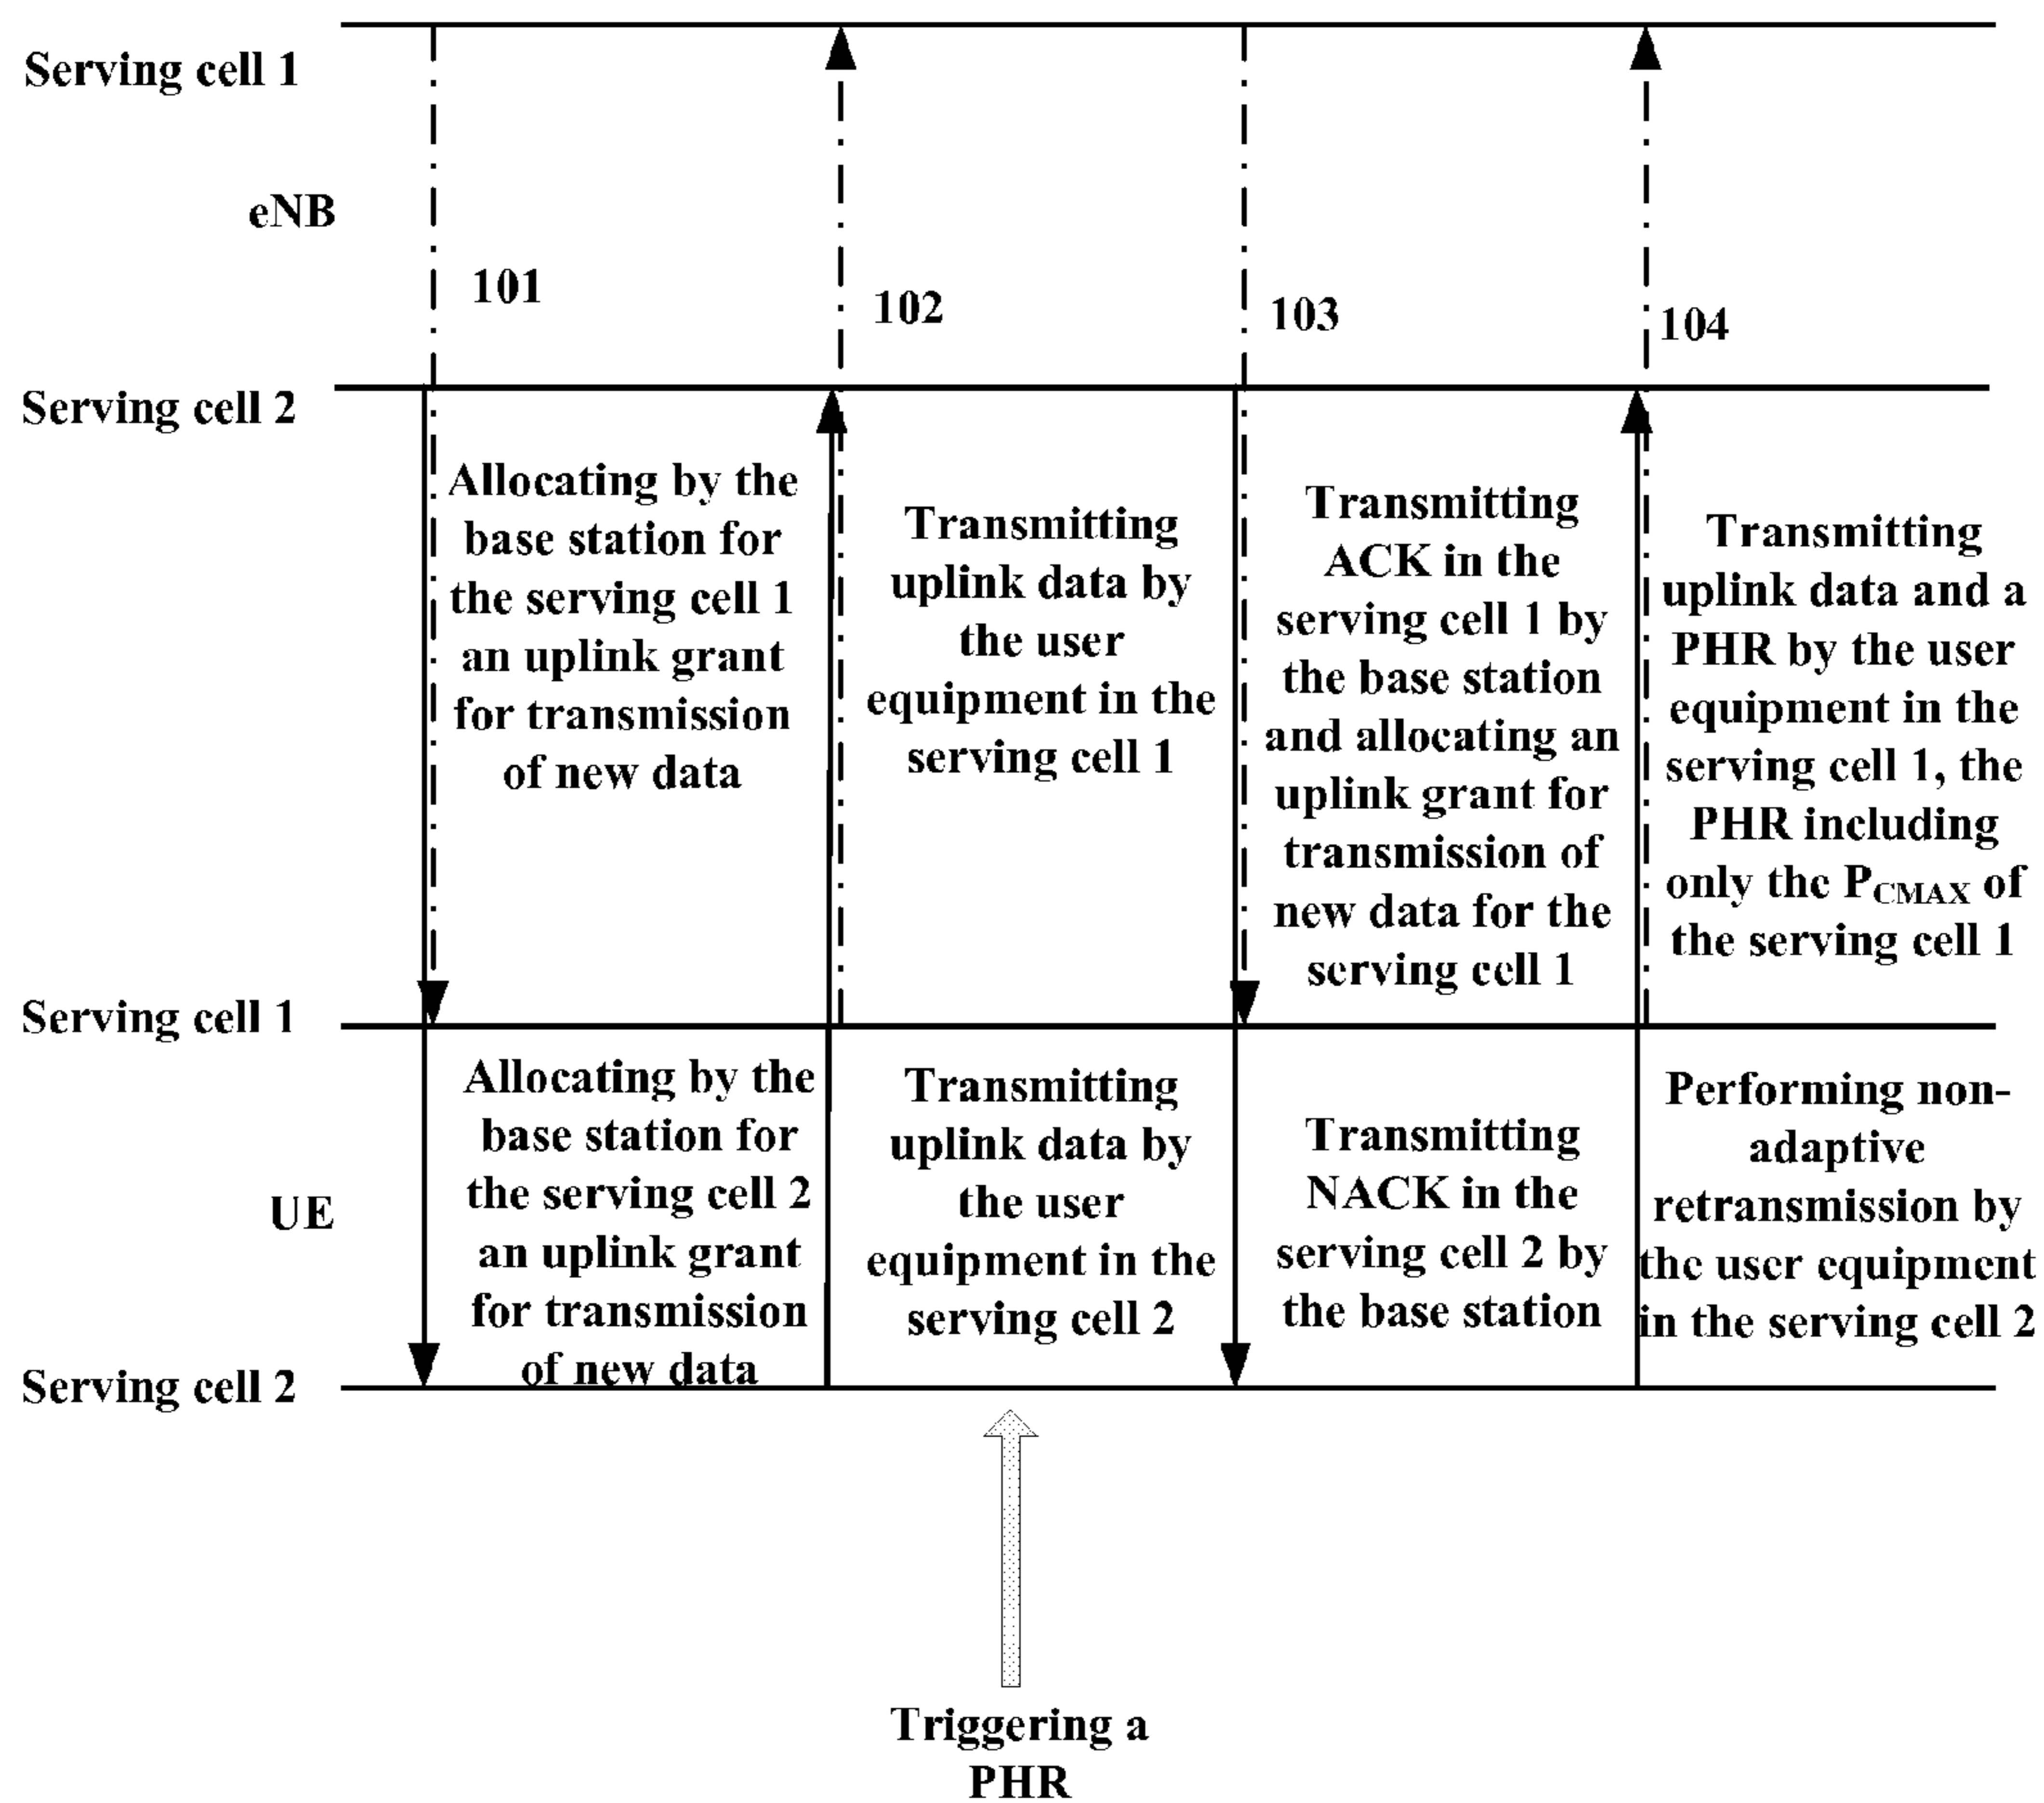 Serving cell 1
eNB
101
102
103
104
Serving cell 2
Allocating by the
base station for
the serving cell 1
an uplink grant
for transmission
of new data
Transmitting
uplink data by
the user
equipment in the
serving cell 1
Transmitting
ACK in the
serving cell 1 by
the base station
and allocating an
uplink grant for
transmission of
new data for the
serving cell 1
Transmitting
uplink data and a
PHR by the user
equipment in the
serving cell 1, the
PHR including
only the PCMAX of
the serving cell 1
Serving cell 1
UE
Allocating by the
base station for
the serving cell 2
an uplink grant
for transmission
of new data
Transmitting
uplink data by
the user
equipment in the
serving cell 2
Transmitting
NACK in the
serving cell 2 by
the base station
Performing non-
adaptive
retransmission by
the user equipment
in the serving cell 2
Serving cell 2
Triggering a
PHR